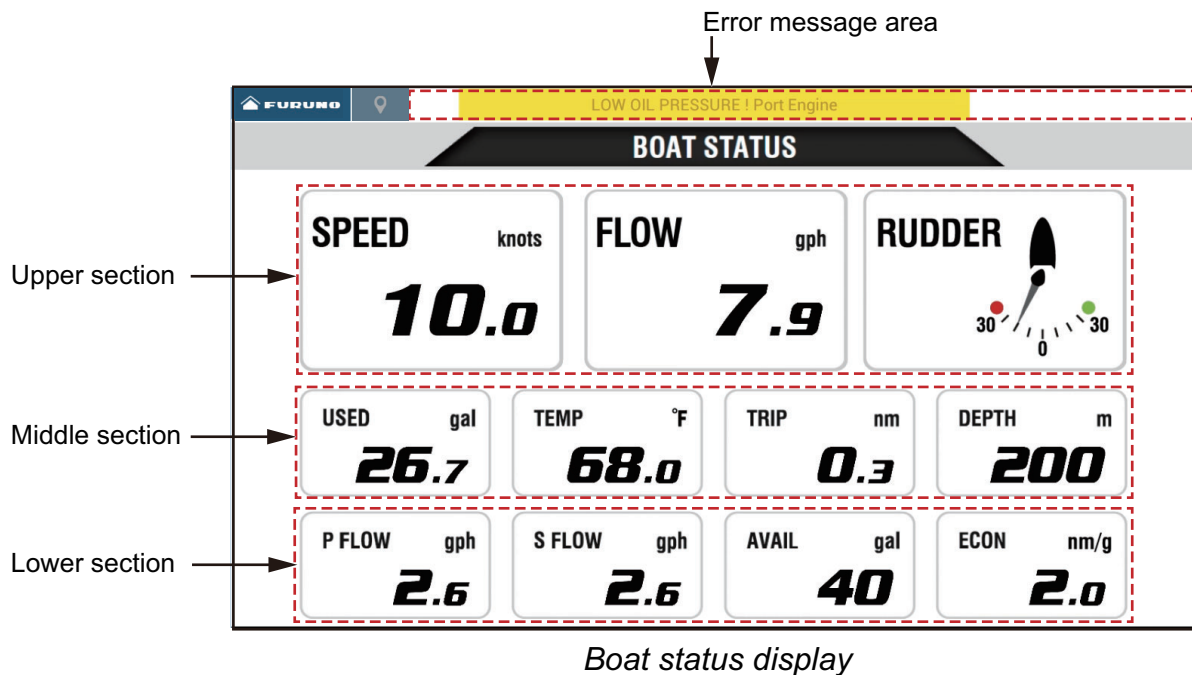 Error message area
FURUNO
LOW OIL PRESSURE ! Port Engine
BOAT STATUS
Upper section
SPEED knots
10.0
FLOW gph
7.9
RUDDER
30 0 30
Middle section
USED gal
26.7
TEMP °F
68.0
TRIP nm
0.3
DEPTH m
200
Lower section
P FLOW gph
2.6
S FLOW gph
2.6
AVAIL gal
40
ECON nm/g
2.0
Boat status display